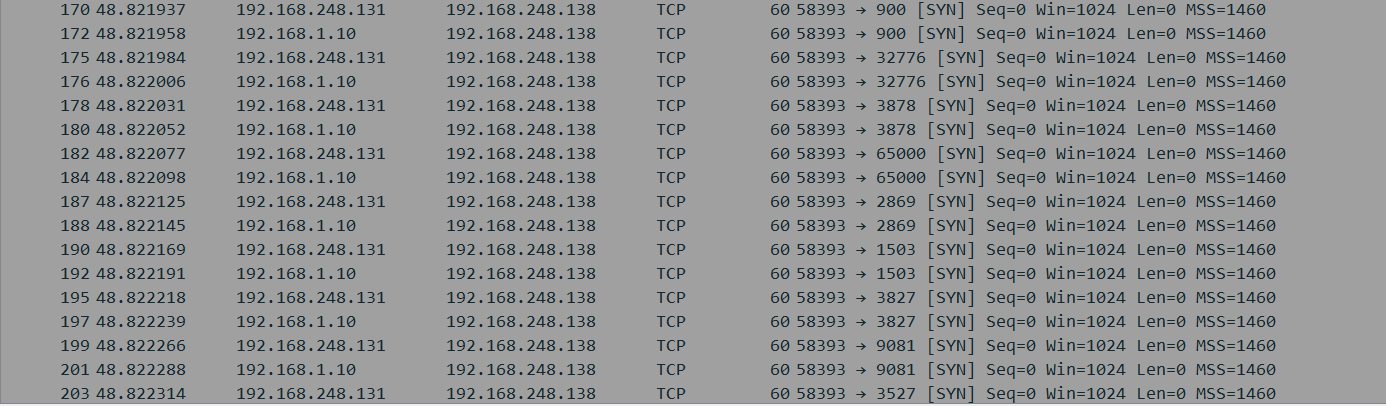 170 48.821937 192.168.248.131 192.168.248.138 TCP 60 58393 → 900 [SYN] Seq=0 Win=1024 Len=0 MSS=1460
172 48.821958 192.168.1.10 192.168.248.138 TCP 60 58393 → 900 [SYN] Seq=0 Win=1024 Len=0 MSS=1460
175 48.821984 192.168.248.131 192.168.248.138 TCP 60 58393 → 32776 [SYN] Seq=0 Win=1024 Len=0 MSS=1460
176 48.822006 192.168.1.10 192.168.248.138 TCP 60 58393 → 32776 [SYN] Seq=0 Win=1024 Len=0 MSS=1460
178 48.822031 192.168.248.131 192.168.248.138 TCP 60 58393 → 3878 [SYN] Seq=0 Win=1024 Len=0 MSS=1460
180 48.822052 192.168.1.10 192.168.248.138 TCP 60 58393 → 3878 [SYN] Seq=0 Win=1024 Len=0 MSS=1460
182 48.822077 192.168.248.131 192.168.248.138 TCP 60 58393 → 65000 [SYN] Seq=0 Win=1024 Len=0 MSS=1460
184 48.822098 192.168.1.10 192.168.248.138 TCP 60 58393 → 65000 [SYN] Seq=0 Win=1024 Len=0 MSS=1460
187 48.822125 192.168.248.131 192.168.248.138 TCP 60 58393 → 2869 [SYN] Seq=0 Win=1024 Len=0 MSS=1460
188 48.822145 192.168.1.10 192.168.248.138 TCP 60 58393 → 2869 [SYN] Seq=0 Win=1024 Len=0 MSS=1460
190 48.822169 192.168.248.131 192.168.248.138 TCP 60 58393 → 1503 [SYN] Seq=0 Win=1024 Len=0 MSS=1460
192 48.822191 192.168.1.10 192.168.248.138 TCP 60 58393 → 1503 [SYN] Seq=0 Win=1024 Len=0 MSS=1460
195 48.822218 192.168.248.131 192.168.248.138 TCP 60 58393 → 3827 [SYN] Seq=0 Win=1024 Len=0 MSS=1460
197 48.822239 192.168.1.10 192.168.248.138 TCP 60 58393 → 3827 [SYN] Seq=0 Win=1024 Len=0 MSS=1460
199 48.822266 192.168.248.131 192.168.248.138 TCP 60 58393 → 9081 [SYN] Seq=0 Win=1024 Len=0 MSS=1460
201 48.822288 192.168.1.10 192.168.248.138 TCP 60 58393 → 9081 [SYN] Seq=0 Win=1024 Len=0 MSS=1460
203 48.822314 192.168.248.131 192.168.248.138 TCP 60 58393 → 3527 [SYN] Seq=0 Win=1024 Len=0 MSS=1460